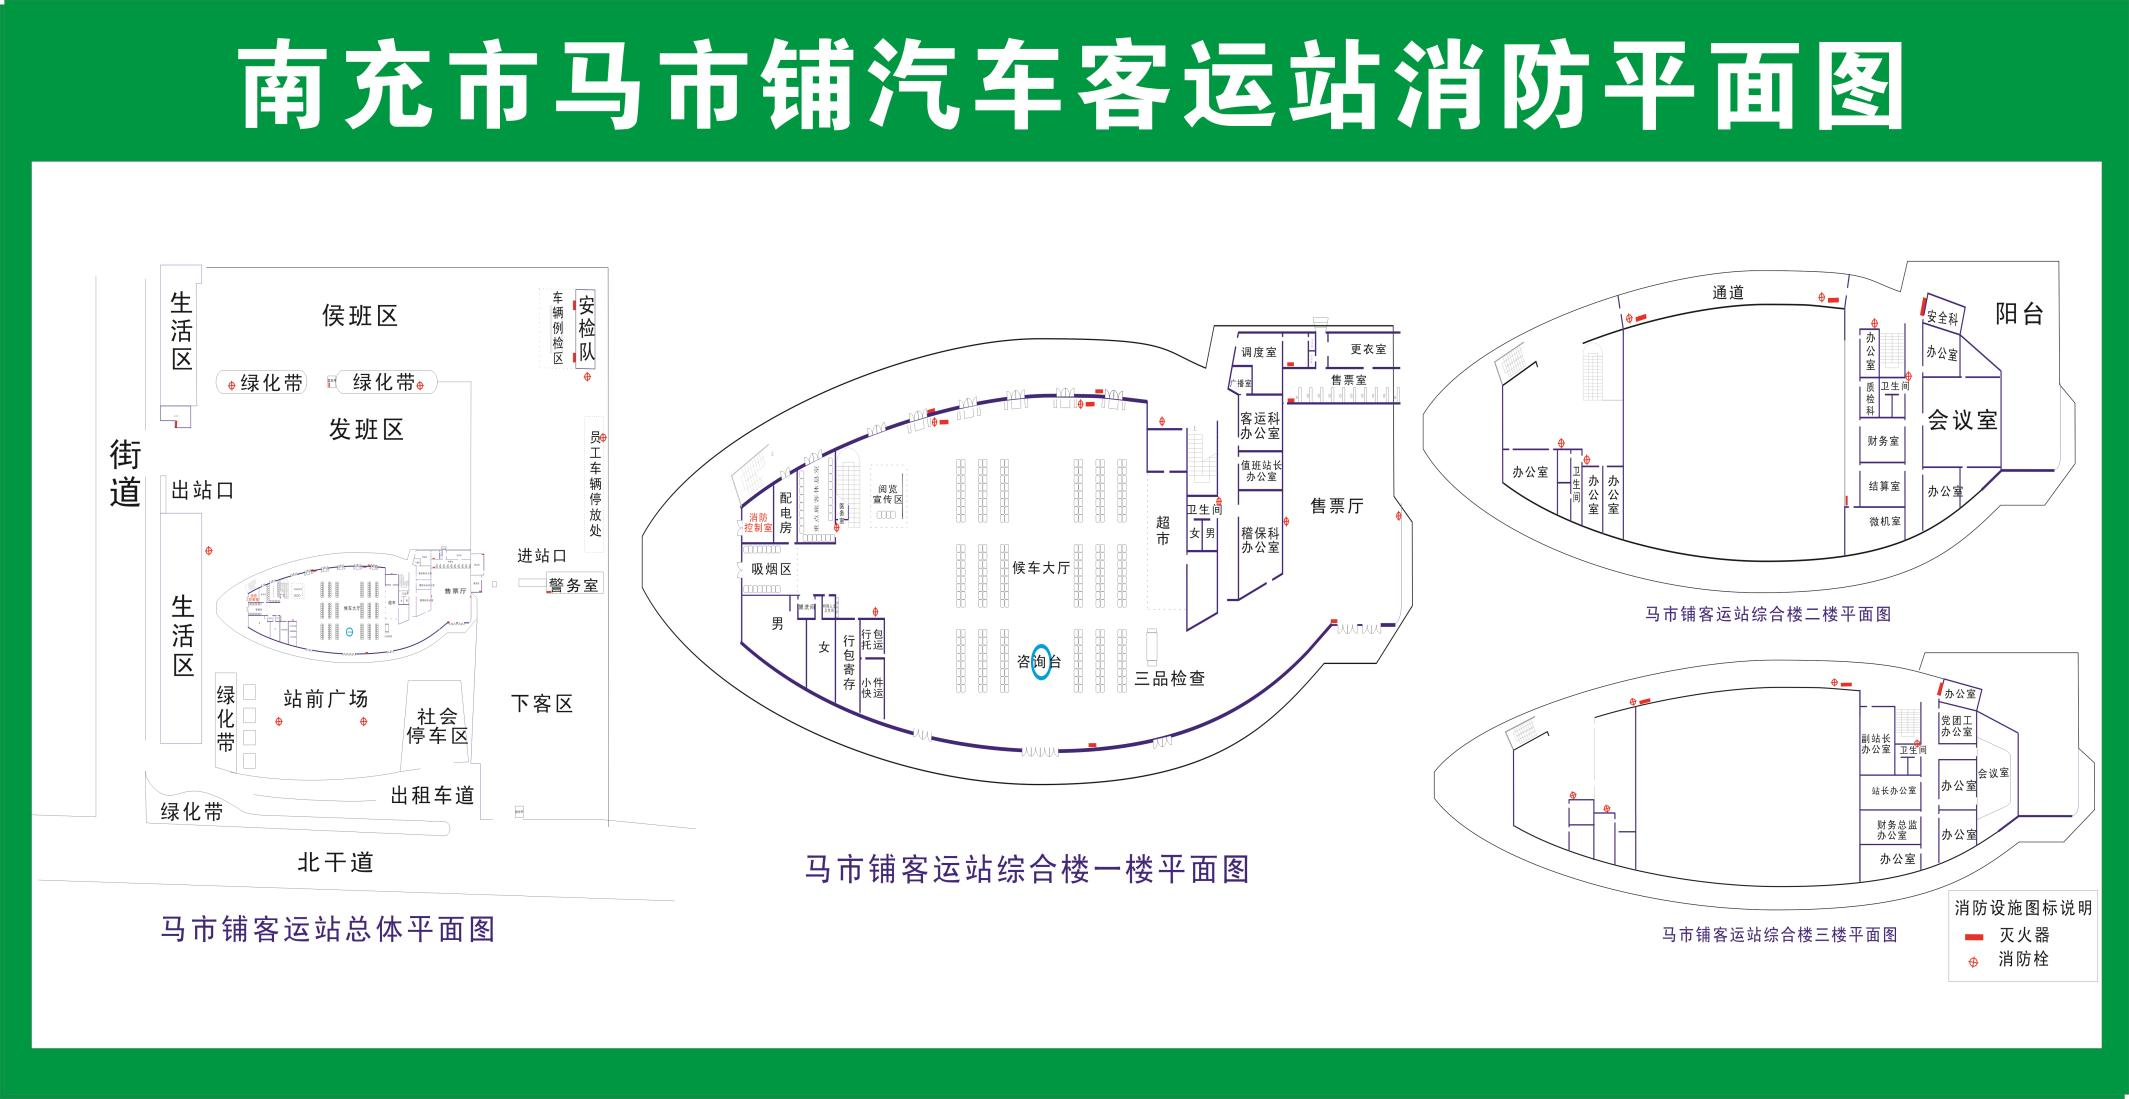 南充市马市铺汽车客运站消防平面图
生活区
侯班区
车辆例检区
安检队
绿化带
绿化带
发班区
街道
员工车辆停放处
出站口
进站口
警务室
售票厅
候车大厅
生活区
绿化带
站前广场
社会
停车区
下客区
出租车道
绿化带
北干道
马市铺客运站总体平面图
调度室
更衣室
广播室
售票室
客运科
办公室
值班站长
办公室
稽保科
办公室
售票厅
超市
卫生间
女
男
阅览
宣传区
配电房
消防
控制室
吸烟区
候车大厅
男
女
行包寄存
行包
托运
小件
快运
咨询台
三品检查
马市铺客运站综合楼一楼平面图
通道
阳台
安全科
办公室
办公室
质检科
卫生间
会议室
财务室
结算室
办公室
微机室
办公室
卫生间
办公室
办公室
马市铺客运站综合楼二楼平面图
办公室
党团工
办公室
副站长
办公室
卫生间
会议室
站长办公室
办公室
财务总监
办公室
办公室
办公室
马市铺客运站综合楼三楼平面图
消防设施图标说明
灭火器
消防栓